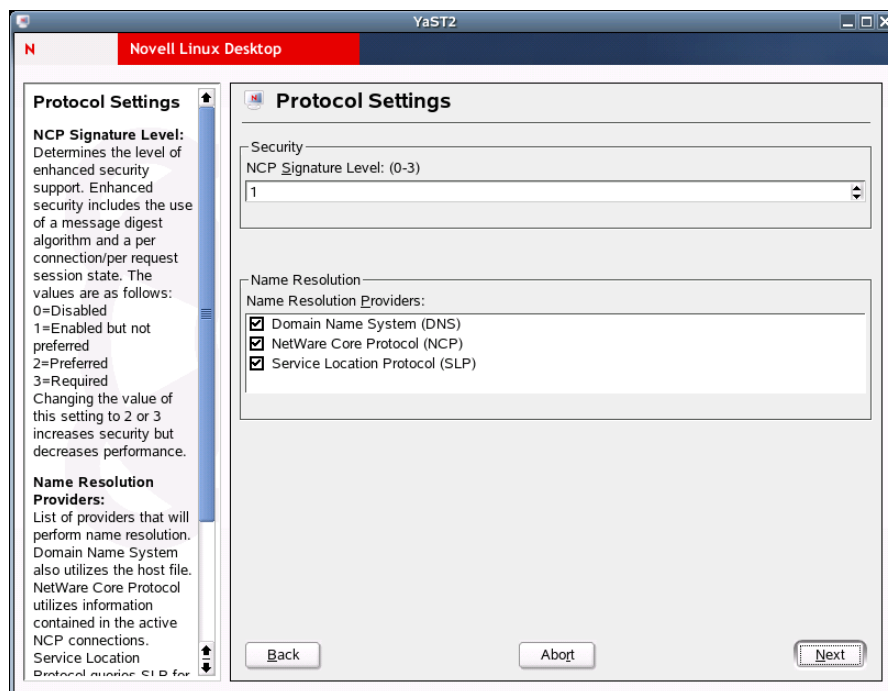 YaST2
N Novell Linux Desktop
Protocol Settings
NCP Signature Level:
Determines the level of
enhanced security
support. Enhanced
security includes the use
of a message digest
algorithm and a per
connection/per request
session state. The
values are as follows:
0=Disabled
1=Enabled but not
preferred
2=Preferred
3=Required
Changing the value of
this setting to 2 or 3
increases security but
decreases performance.
Name Resolution
Providers:
List of providers that will
perform name resolution.
Domain Name System
also utilizes the host file.
NetWare Core Protocol
utilizes information
contained in the active
NCP connections.
Service Location
Protocol queries SLP for
N Protocol Settings
Security
NCP Signature Level: (0-3)
1
Name Resolution
Name Resolution Providers:
Domain Name System (DNS)
NetWare Core Protocol (NCP)
Service Location Protocol (SLP)
Back
Abort
Next